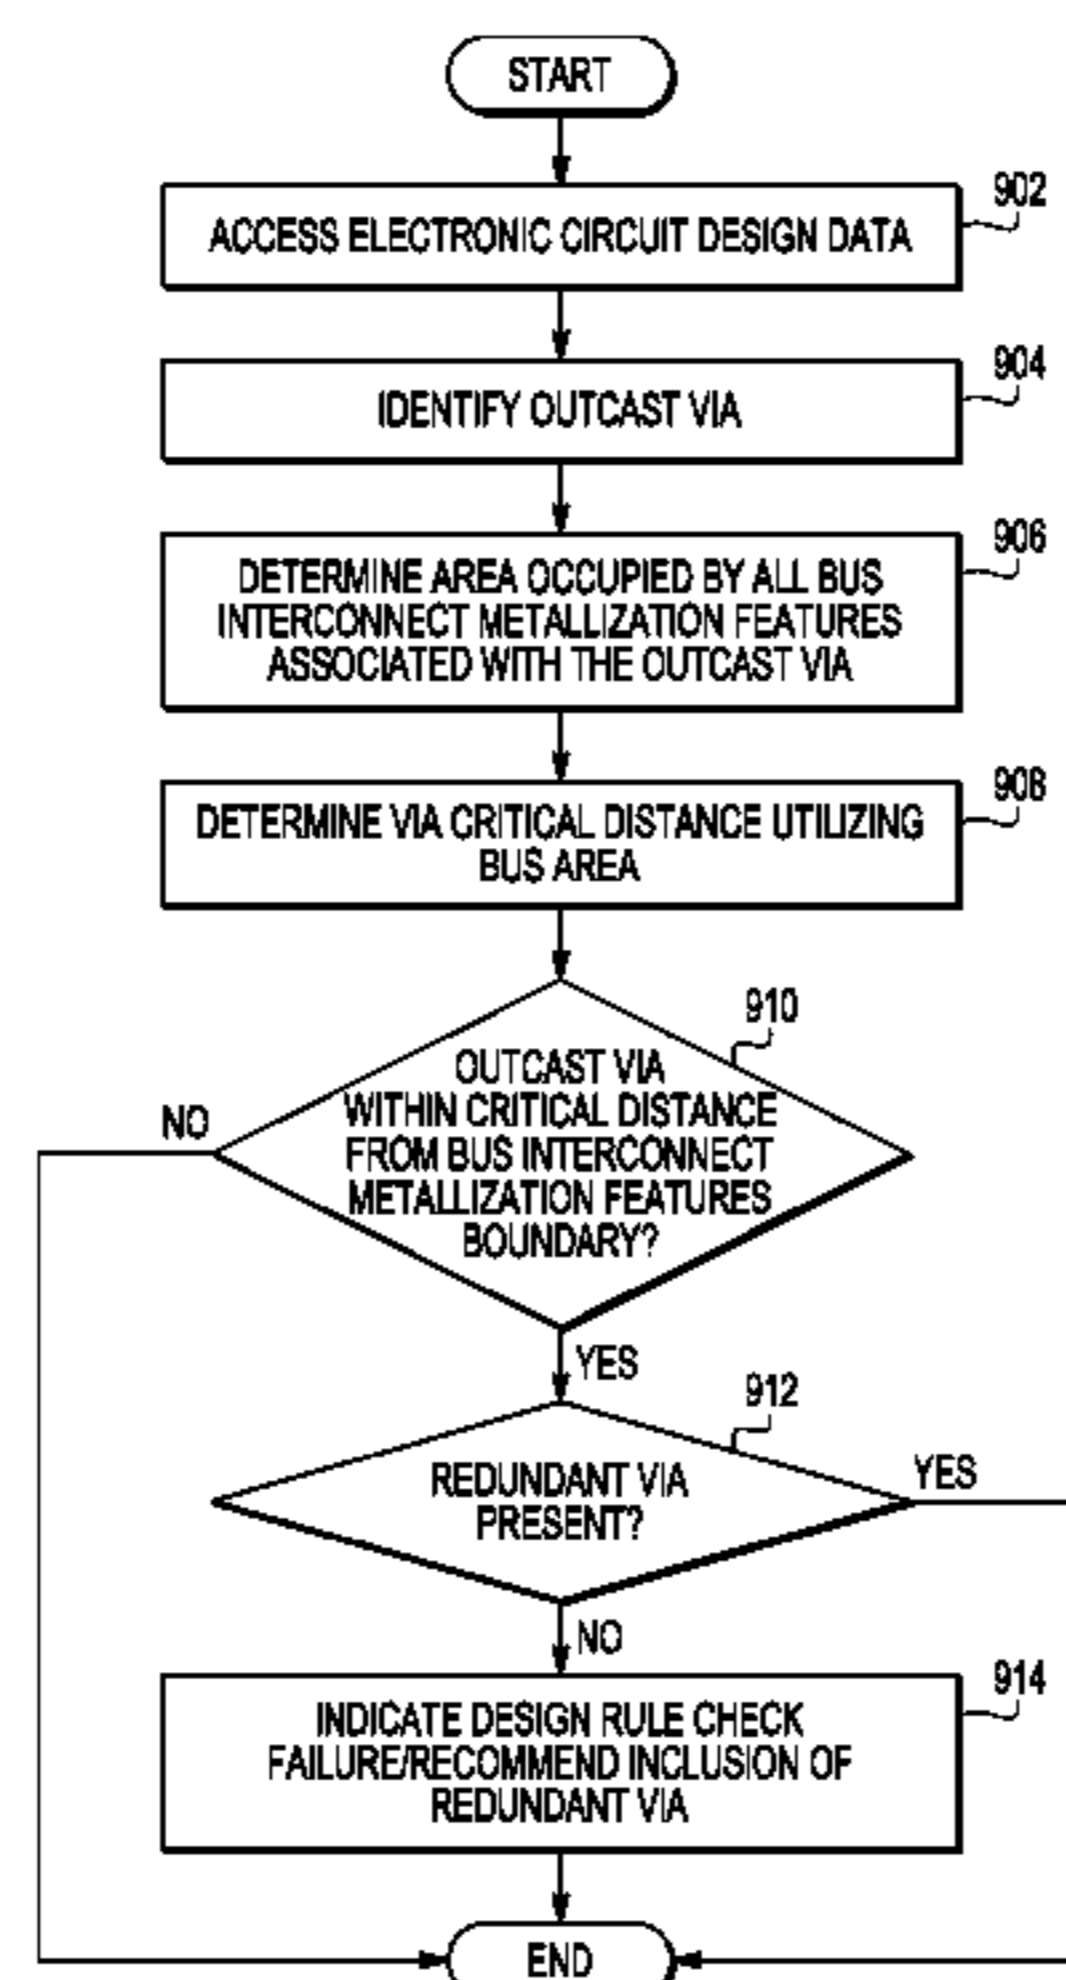 START
902
ACCESS ELECTRONIC CIRCUIT DESIGN DATA
904
IDENTIFY OUTCAST VIA
906
DETERMINE AREA OCCUPIED BY ALL BUS
INTERCONNECT METALLIZATION FEATURES
ASSOCIATED WITH THE OUTCAST VIA
908
DETERMINE VIA CRITICAL DISTANCE UTILIZING
BUS AREA
910
OUTCAST VIA
WITHIN CRITICAL DISTANCE
FROM BUS INTERCONNECT
METALLIZATION FEATURES
BOUNDARY?
NO
YES
912
REDUNDANT VIA
PRESENT?
YES
NO
914
INDICATE DESIGN RULE CHECK
FAILURE/RECOMMEND INCLUSION OF
REDUNDANT VIA
END